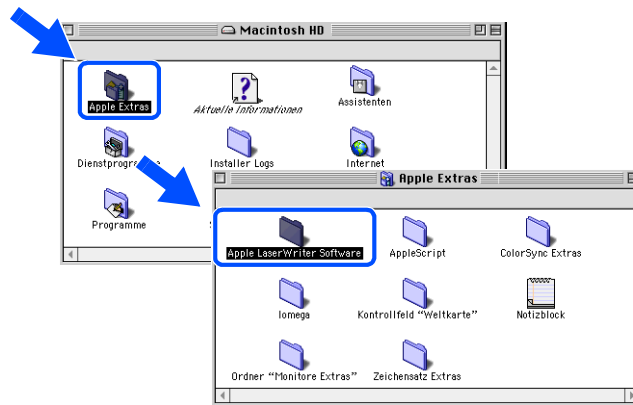 Macintosh HD
Apple Extras
Aktuelle Informationen
Assistenten
Installer Logs
Internet
Programme
Apple Extras
Apple LaserWriter Software
AppleScript
ColorSync Extras
Iomega
Kontrollfeld “Weltkarte”
Notizblock
Ordner “Monitore Extras”
Zeichensatz Extras